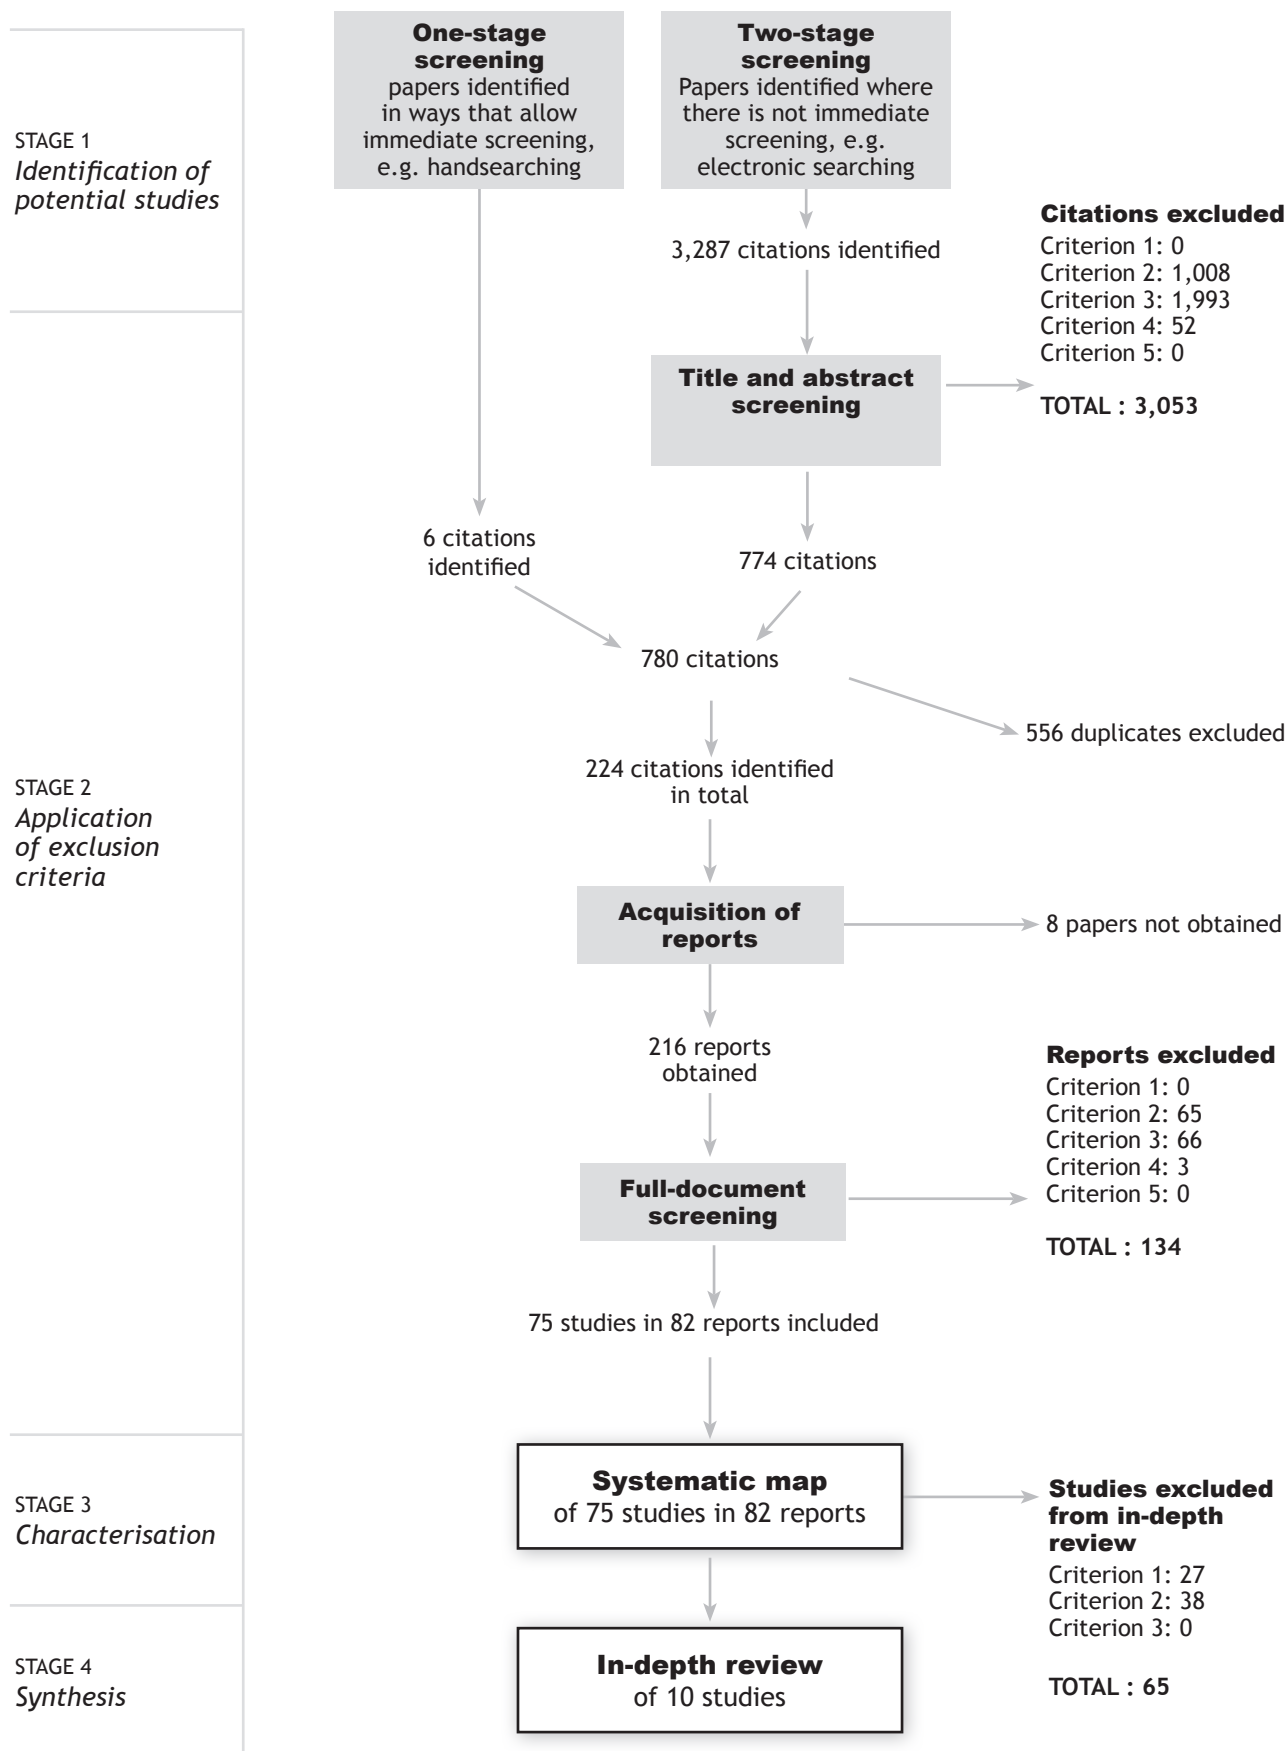 One-stage
screening
papers identified
in ways that allow
immediate screening,
e.g. handsearching
Two-stage
screening
Papers identified where
there is not immediate
screening, e.g.
electronic searching
STAGE 1
Identification of
potential studies
3,287 citations identified
Citations excluded
Criterion 1: 0
Criterion 2: 1,008
Criterion 3: 1,993
Criterion 4: 52
Criterion 5: 0
TOTAL : 3,053
Title and abstract
screening
6 citations
identified
774 citations
780 citations
556 duplicates excluded
224 citations identified
in total
STAGE 2
Application
of exclusion
criteria
Acquisition of
reports
8 papers not obtained
216 reports
obtained
Reports excluded
Criterion 1: 0
Criterion 2: 65
Criterion 3: 66
Criterion 4: 3
Criterion 5: 0
TOTAL : 134
Full-document
screening
75 studies in 82 reports included
STAGE 3
Characterisation
Systematic map
of 75 studies in 82 reports
Studies excluded
from in-depth
review
Criterion 1: 27
Criterion 2: 38
Criterion 3: 0
TOTAL : 65
STAGE 4
Synthesis
In-depth review
of 10 studies